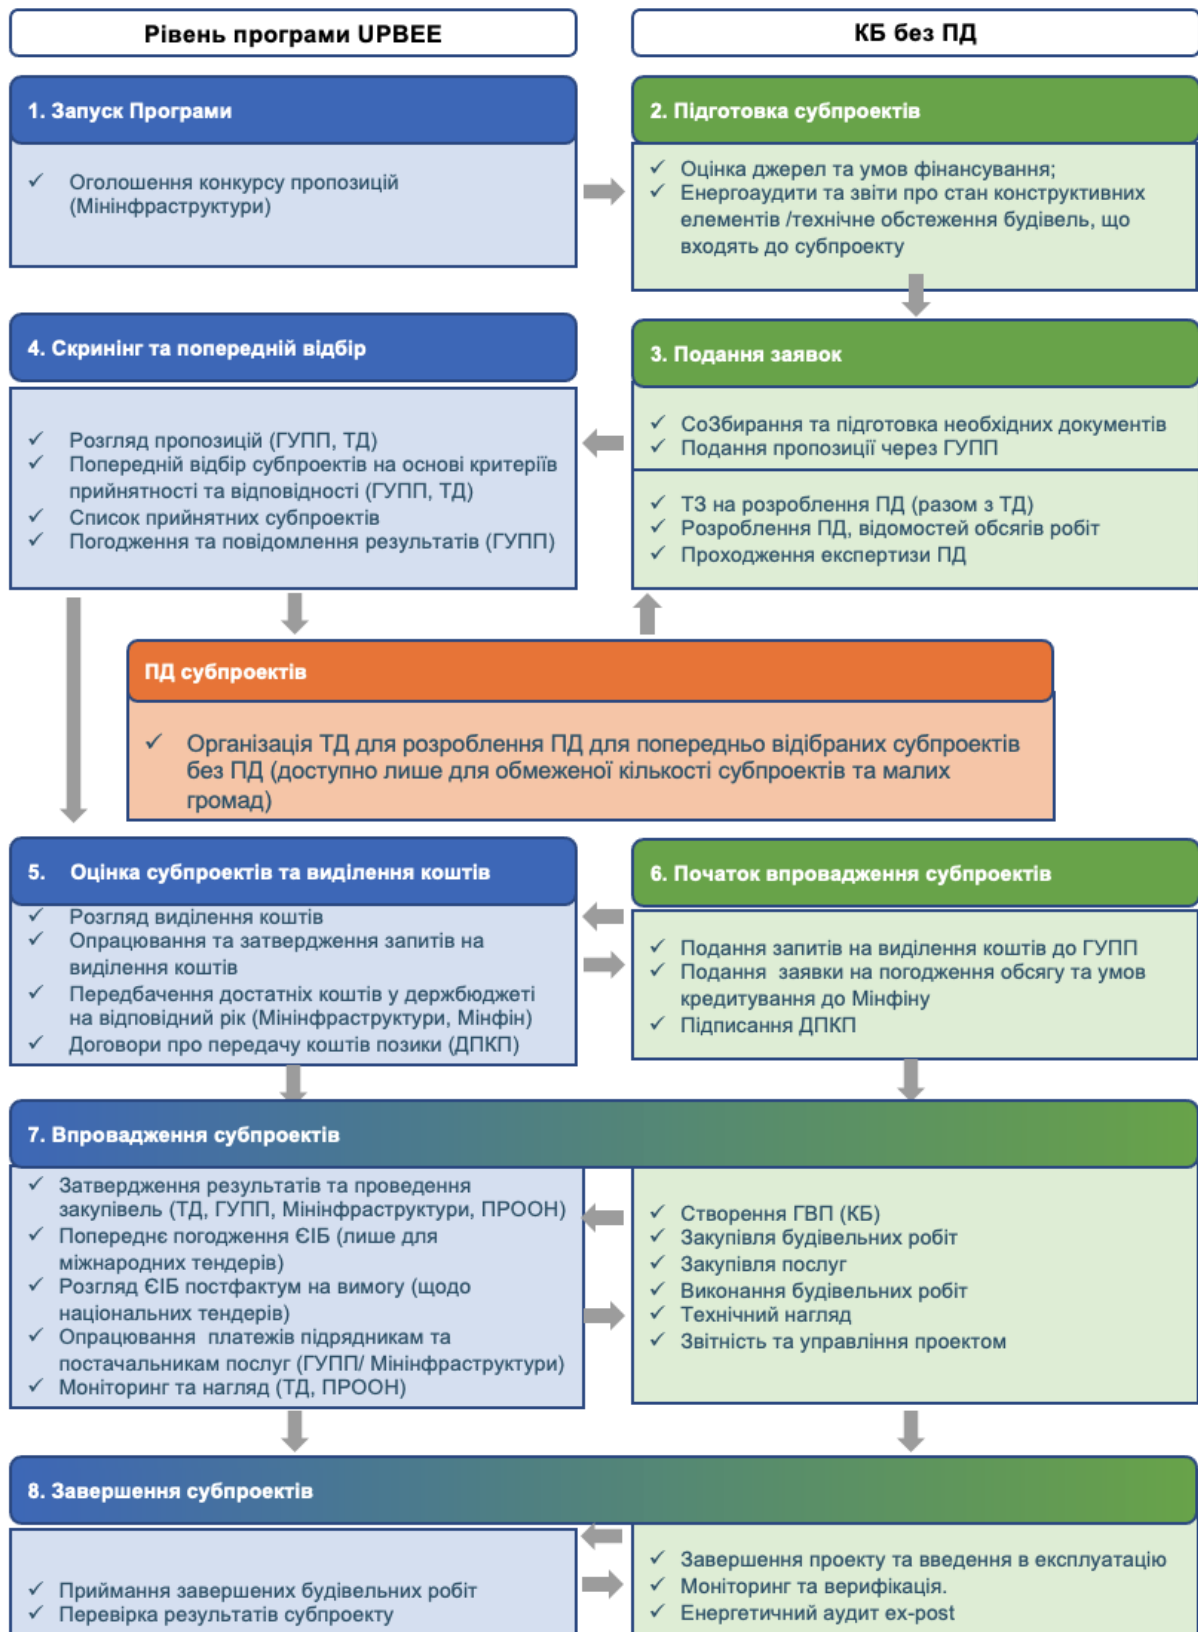 Рівень програми UPBEE
КБ без ПД
1. Запуск Програми
✓ Оголошення конкурсу пропозицій
(Мінінфраструктури)
2. Підготовка субпроектів
✓ Оцінка джерел та умов фінансування;
✓ Енергоаудити та звіти про стан конструктивних
елементів /технічне обстеження будівель, що
входять до субпроекту
4. Скринінг та попередній відбір
✓ Розгляд пропозицій (ГУПП, ТД)
✓ Попередній відбір субпроектів на основі критеріїв
прийнятності та відповідності (ГУПП, ТД)
✓ Список прийнятних субпроектів
✓ Погодження та повідомлення результатів (ГУПП)
3. Подання заявок
✓ СоЗбирання та підготовка необхідних документів
✓ Подання пропозиції через ГУПП
✓ ТЗ на розроблення ПД (разом з ТД)
✓ Розроблення ПД, відомостей обсягів робіт
✓ Проходження експертизи ПД
ПД субпроектів
✓ Організація ТД для розроблення ПД для попередньо відібраних субпроектів
без ПД (доступно лише для обмеженої кількості субпроектів та малих
громад)
5. Оцінка субпроектів та виділення коштів
✓ Розгляд виділення коштів
✓ Опрацювання та затвердження запитів на
виділення коштів
✓ Передбачення достатніх коштів у держбюджеті
на відповідний рік (Мінінфраструктури, Мінфін)
✓ Договори про передачу коштів позики (ДПКП)
6. Початок впровадження субпроектів
✓ Подання запитів на виділення коштів до ГУПП
✓ Подання заявки на погодження обсягу та умов
кредитування до Мінфіну
✓ Підписання ДПКП
7. Впровадження субпроектів
✓ Затвердження результатів та проведення
закупівель (ТД, ГУПП, Мінінфраструктури, ПРООН)
✓ Попереднє погодження ЄІБ (лише для
міжнародних тендерів)
✓ Розгляд ЄІБ постфактум на вимогу (щодо
національних тендерів)
✓ Опрацювання платежів підрядникам та
постачальникам послуг (ГУПП/ Мінінфраструктури)
✓ Моніторинг та нагляд (ТД, ПРООН)
✓ Створення ГВП (КБ)
✓ Закупівля будівельних робіт
✓ Закупівля послуг
✓ Виконання будівельних робіт
✓ Технічний нагляд
✓ Звітність та управління проектом
8. Завершення субпроектів
✓ Приймання завершених будівельних робіт
✓ Перевірка результатів субпроекту
✓ Завершення проекту та введення в експлуатацію
✓ Моніторинг та верифікація.
✓ Енергетичний аудит ex-post